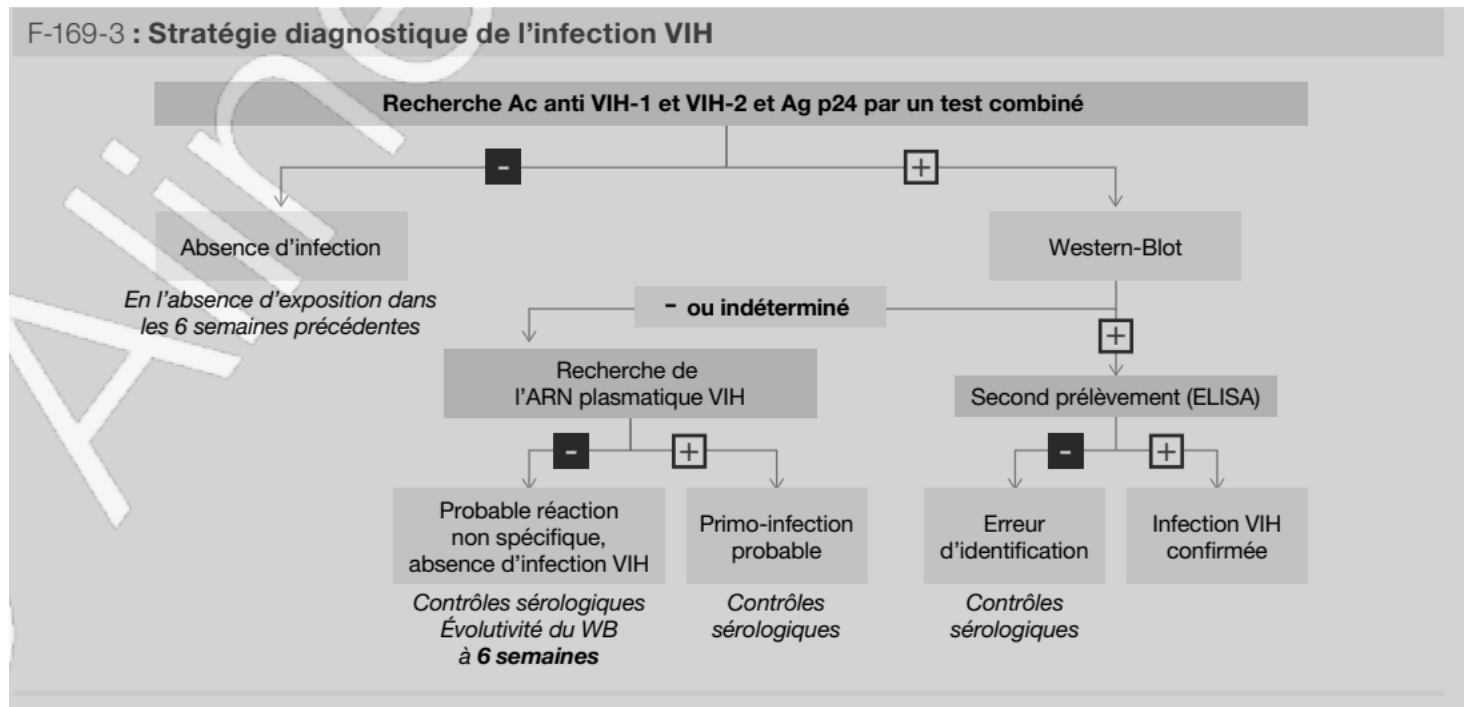 F-169-3 : Stratégie diagnostique de l'infection VIH
Recherche Ac anti VIH-1 et VIH-2 et Ag p24 par un test combiné
-
+
Absence d'infection
Western-Blot
En l'absence d'exposition dans
les 6 semaines précédentes
- ou indéterminé
+
Recherche de
l'ARN plasmatique VIH
Second prélèvement (ELISA)
-
+
-
+
Probable réaction
non spécifique,
absence d'infection VIH
Primo-infection
probable
Erreur
d'identification
Infection VIH
confirmée
Contrôles sérologiques
Évolutivité du WB
à 6 semaines
Contrôles
sérologiques
Contrôles
sérologiques
Aline